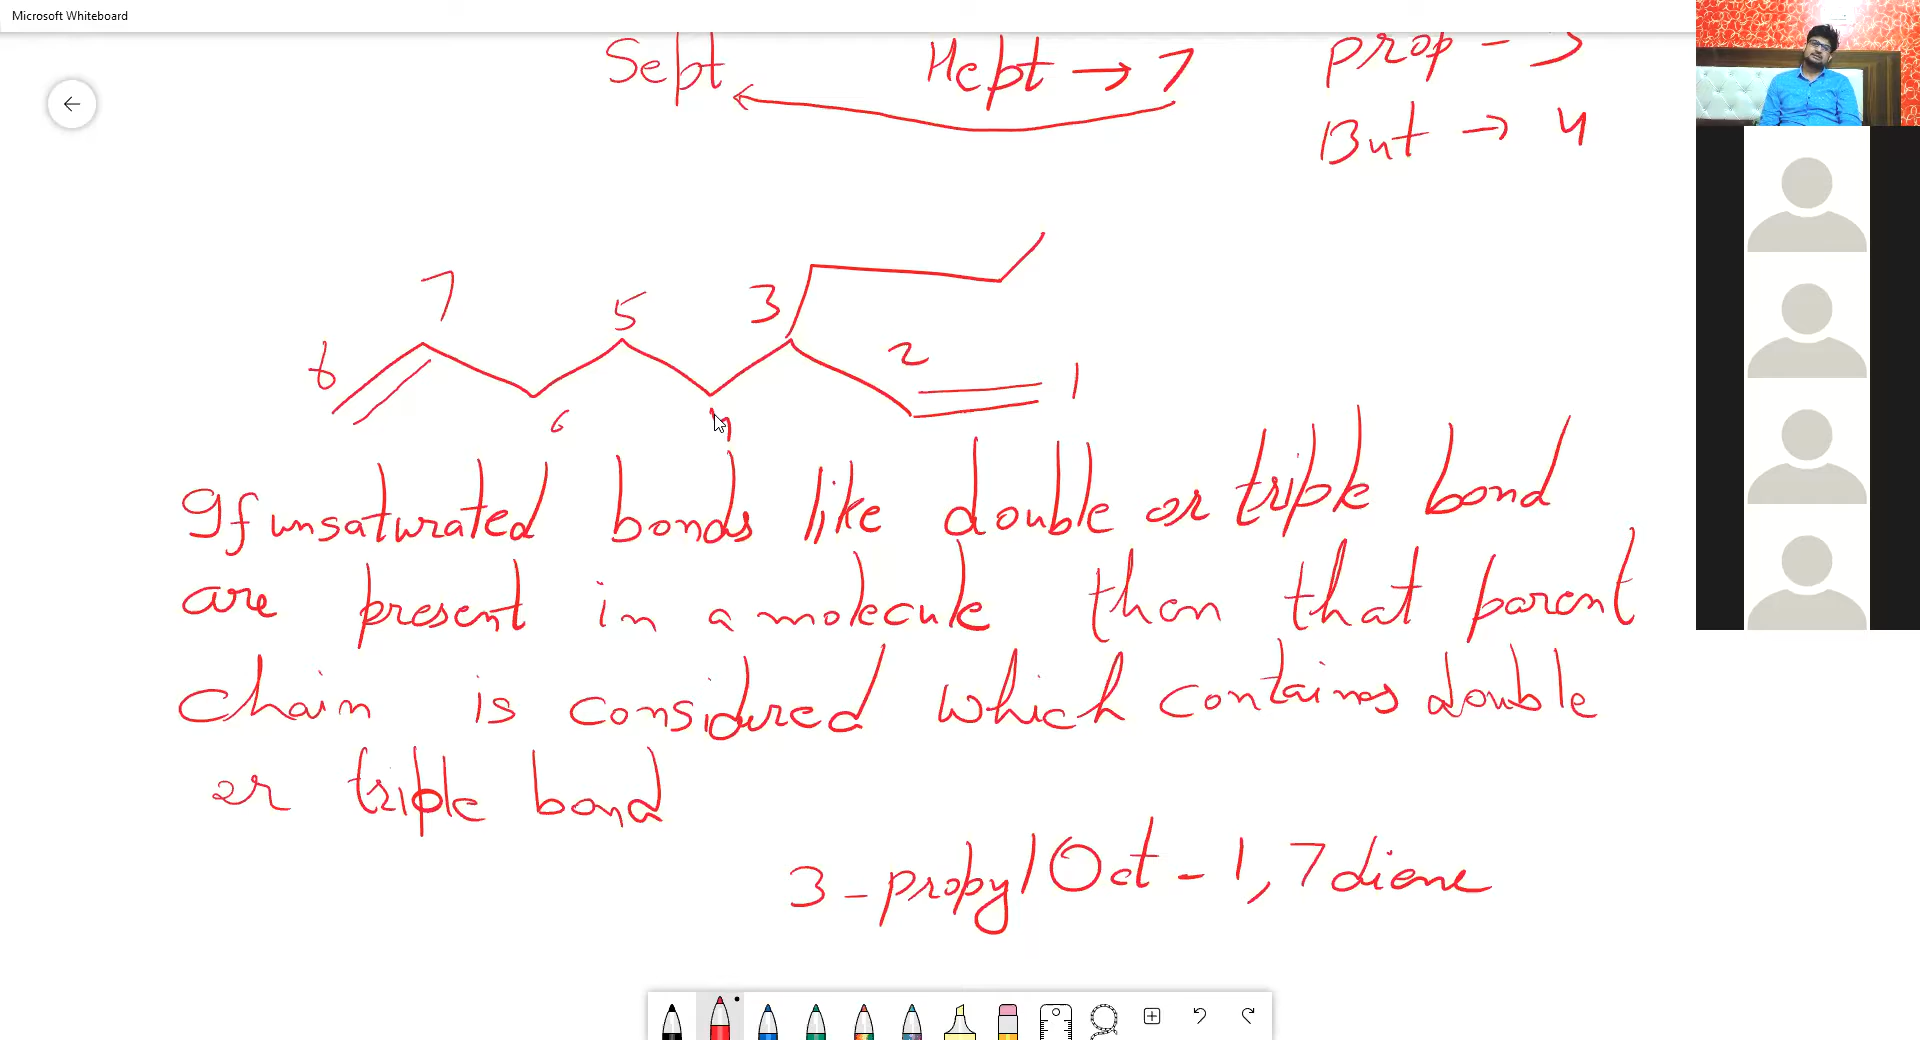 Microsoft Whiteboard
Sept Hept → 7 prop - 3
But → 4
7 5 3
8 2 1
6 4
If unsaturated bonds like double or triple bond
are present in a molecule then that parent
chain is considered which contains double
or triple bond
3-propyl Oct-1,7 diene